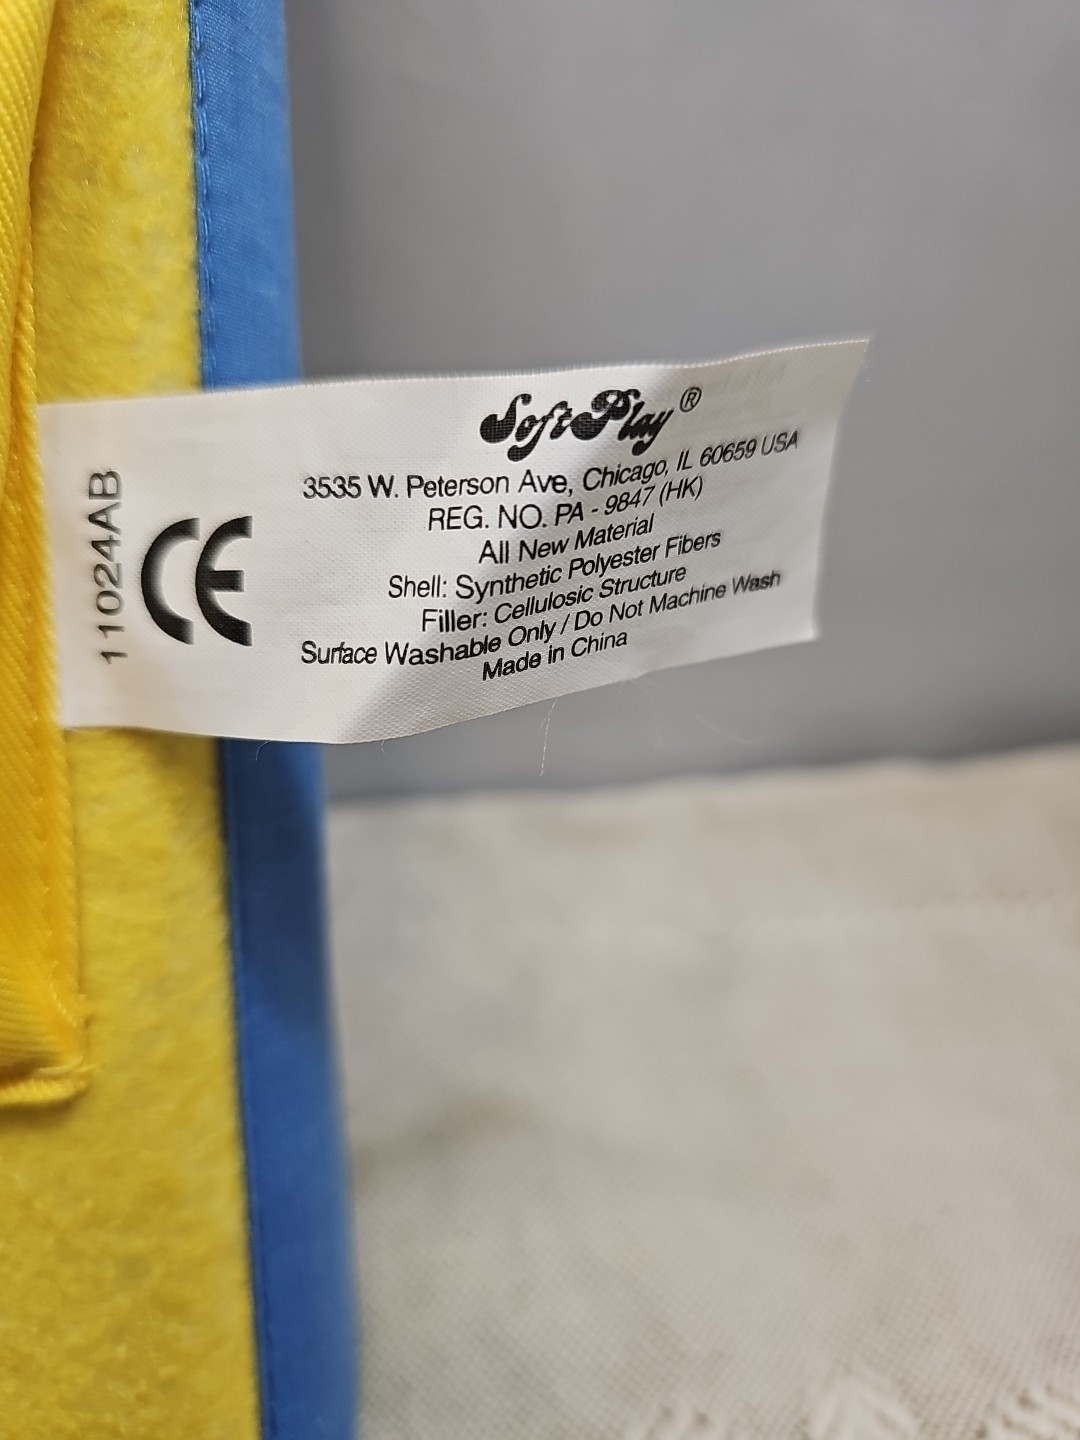 SoftPlay®
3535 W. Peterson Ave, Chicago, IL 60659 USA
REG. NO. PA - 9847 (HK)
All New Material
Shell: Synthetic Polyester Fibers
Filler: Cellulosic Structure
Surface Washable Only / Do Not Machine Wash
Made in China
CE
11024AB